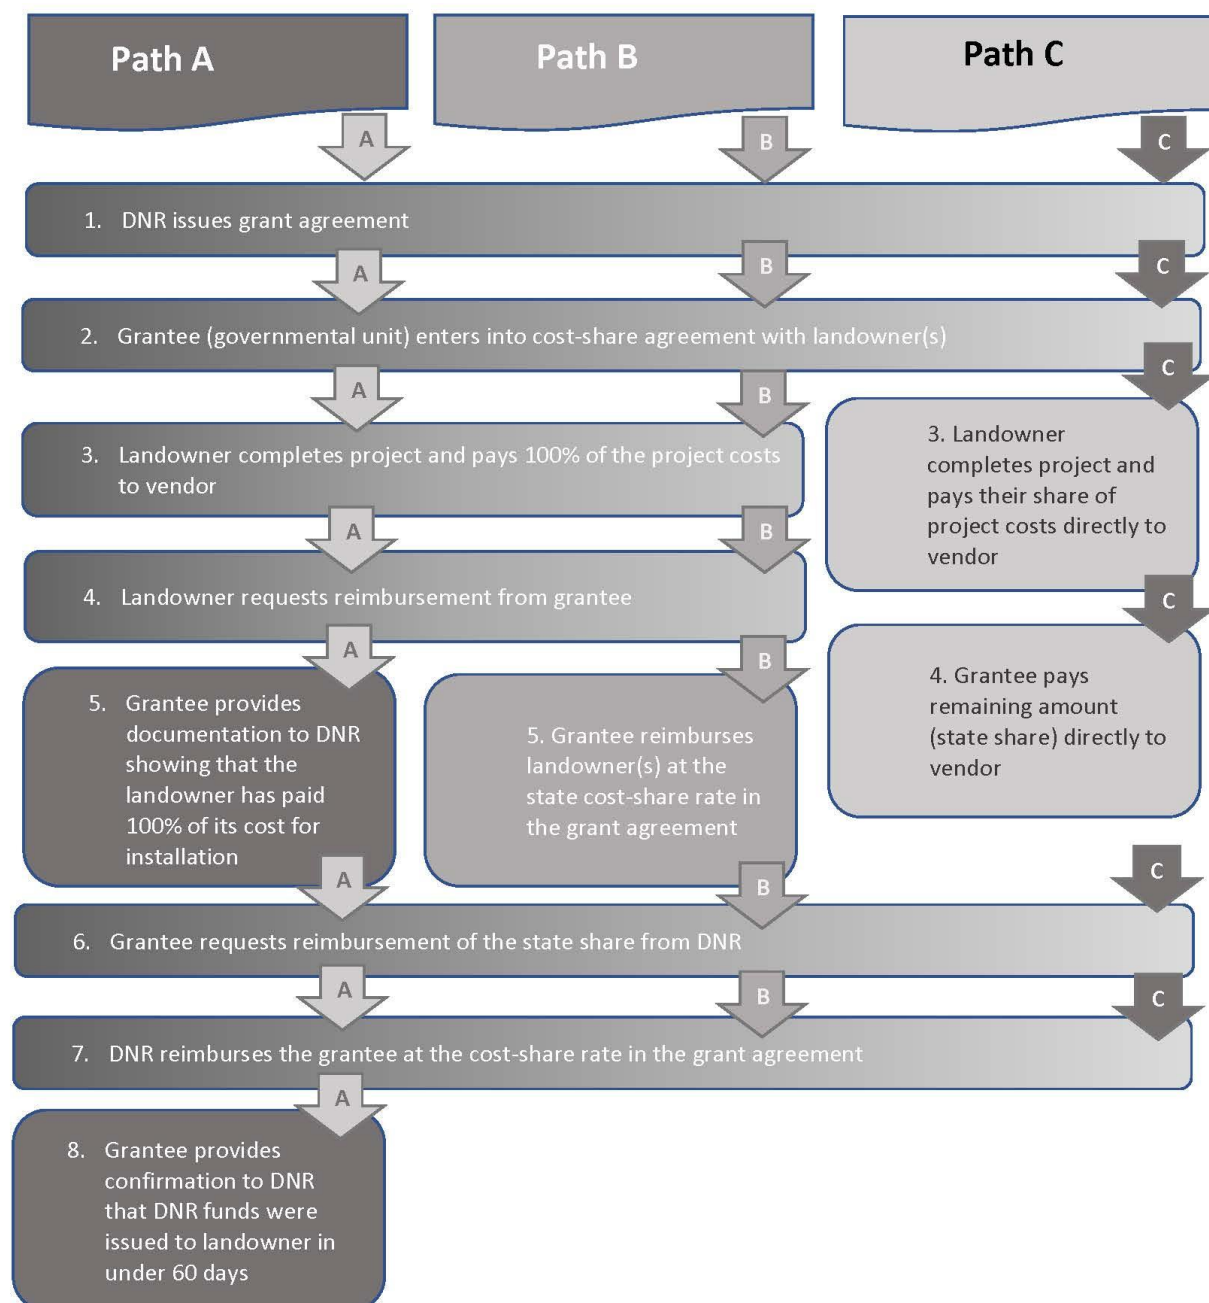 Path A
Path B
Path C
A
B
C
1. DNR issues grant agreement
A
B
C
2. Grantee (governmental unit) enters into cost-share agreement with landowner(s)
A
B
C
3. Landowner completes project and pays 100% of the project costs
to vendor
3. Landowner
completes project and
pays their share of
project costs directly to
vendor
A
B
4. Landowner requests reimbursement from grantee
C
A
B
5. Grantee provides
documentation to DNR
showing that the
landowner has paid
100% of its cost for
installation
5. Grantee reimburses
landowner(s) at the
state cost-share rate in
the grant agreement
4. Grantee pays
remaining amount
(state share) directly to
vendor
A
B
C
6. Grantee requests reimbursement of the state share from DNR
A
B
C
7. DNR reimburses the grantee at the cost-share rate in the grant agreement
A
8. Grantee provides
confirmation to DNR
that DNR funds were
issued to landowner in
under 60 days